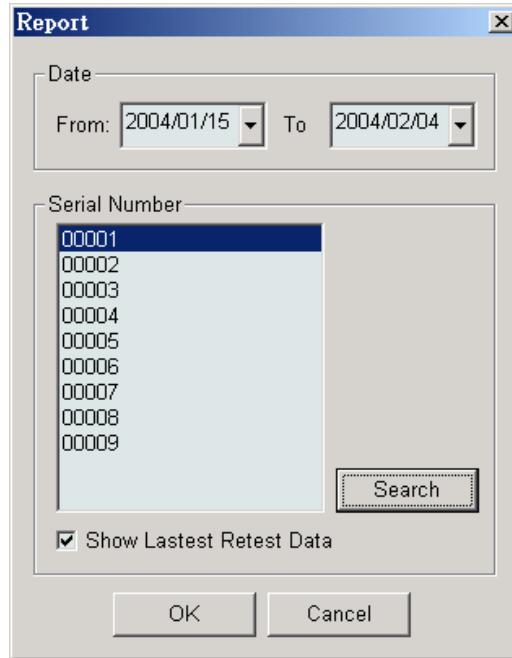 Report
Date
From: 2004/01/15 To 2004/02/04
Serial Number
00001
00002
00003
00004
00005
00006
00007
00008
00009
Search
Show Lastest Retest Data
OK Cancel